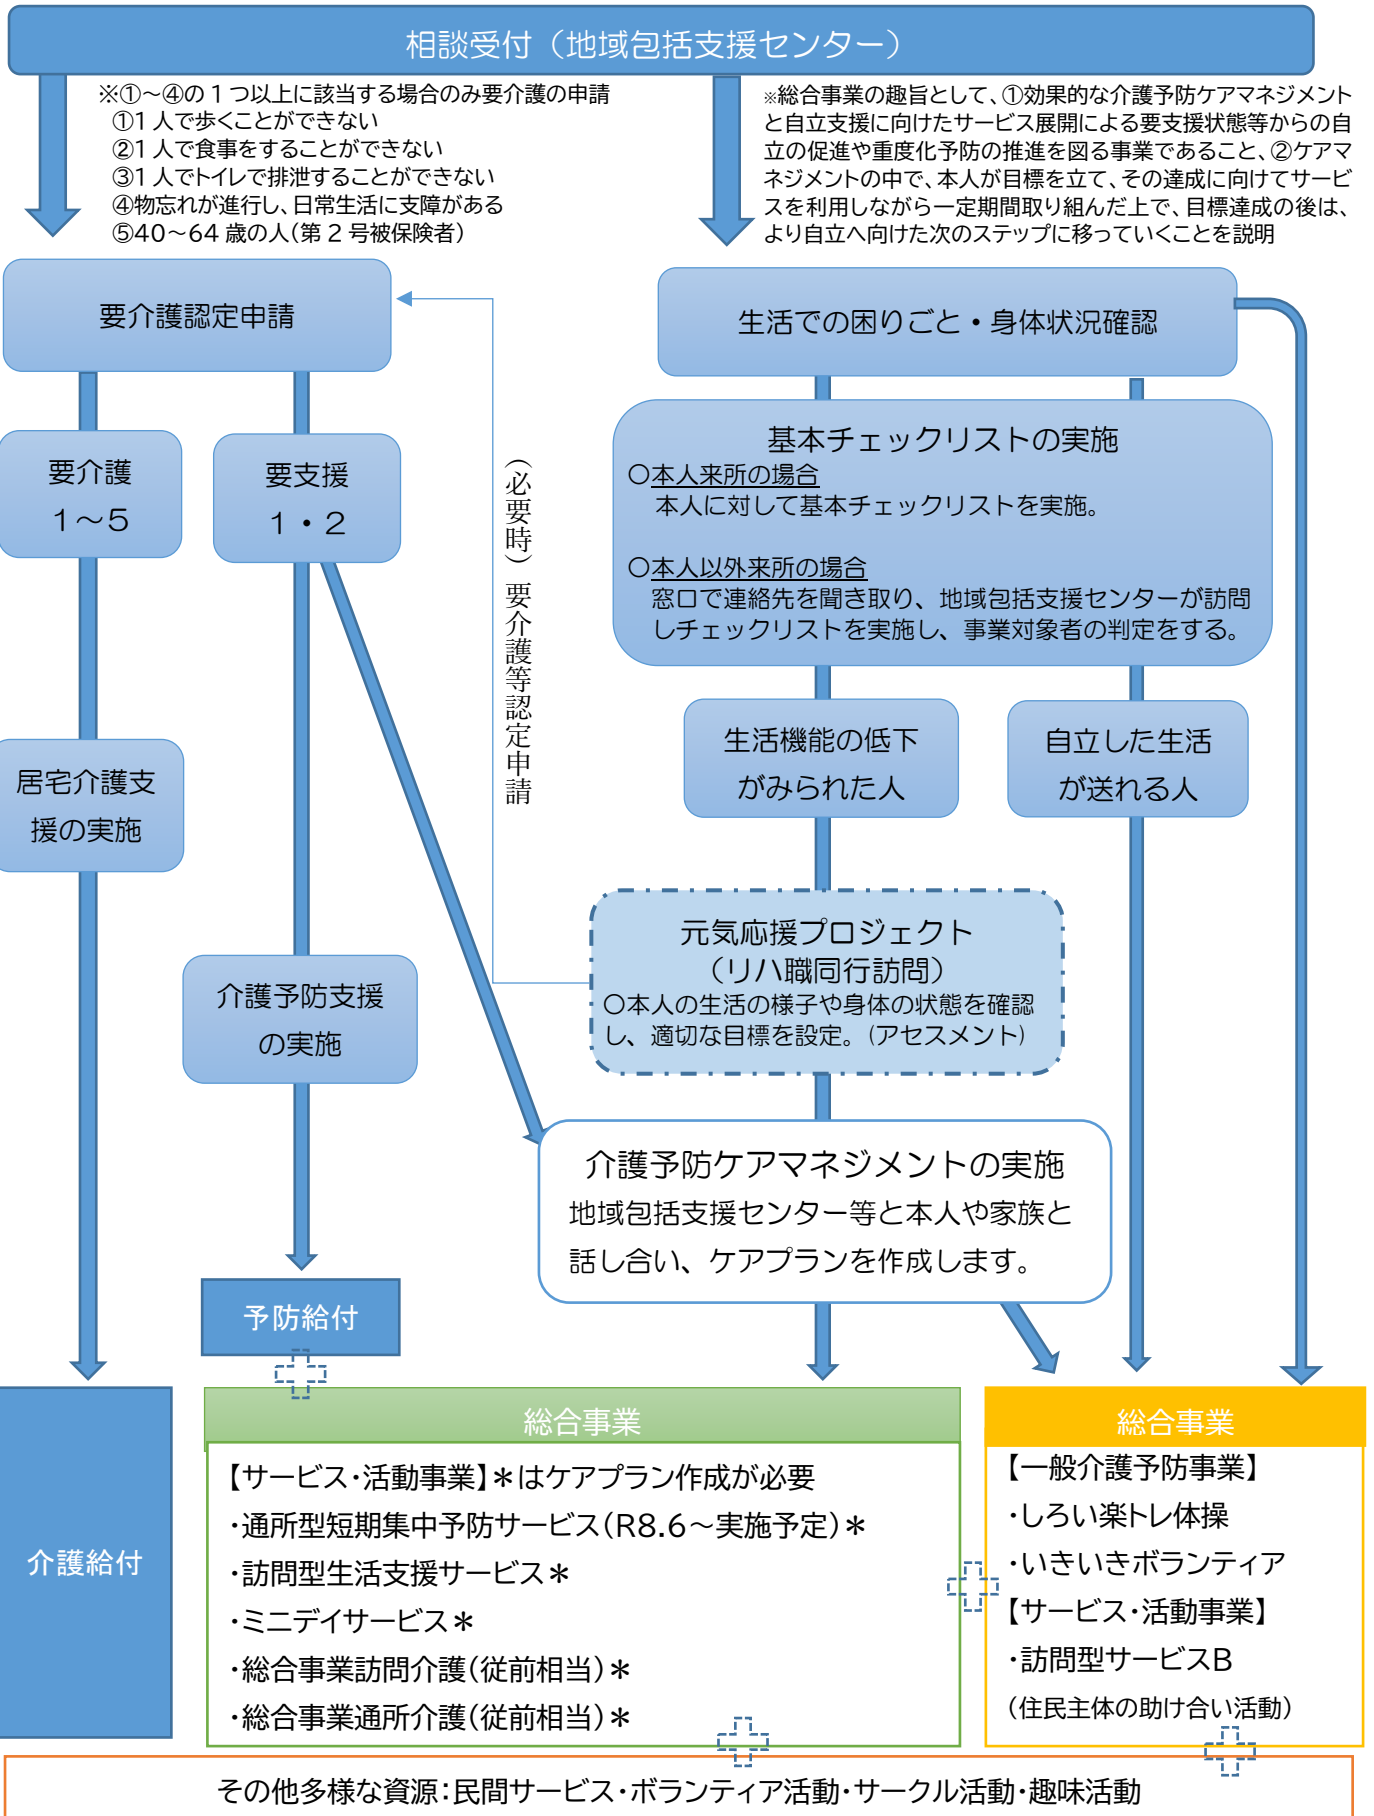 相談受付（地域包括支援センター）
※①～④の1つ以上に該当する場合のみ要介護の申請
①1人で歩くことができない
②1人で食事をすることができない
③1人でトイレで排泄することができない
④物忘れが進行し、日常生活に支障がある
⑤40～64歳の人（第2号被保険者）
※総合事業の趣旨として、①効果的な介護予防ケアマネジメント
と自立支援に向けたサービス展開による要支援状態等からの自
立の促進や重度化予防の推進を図る事業であること、②ケアマ
ネジメントの中で、本人が目標を立て、その達成に向けてサービ
スを利用しながら一定期間取り組んだ上で、目標達成の後は、
より自立へ向けた次のステップに移っていくことを説明
要介護認定申請
生活での困りごと・身体状況確認
要介護
1～5
要支援
1・2
（必要時）要介護等認定申請
基本チェックリストの実施
〇本人来所の場合
本人に対して基本チェックリストを実施。
〇本人以外来所の場合
窓口で連絡先を聞き取り、地域包括支援センターが訪問
しチェックリストを実施し、事業対象者の判定をする。
生活機能の低下
がみられた人
自立した生活
が送れる人
居宅介護支
援の実施
元気応援プロジェクト
（リハ職同行訪問）
〇本人の生活の様子や身体の状態を確認
し、適切な目標を設定。（アセスメント）
介護予防支援
の実施
介護予防ケアマネジメントの実施
地域包括支援センター等と本人や家族と
話し合い、ケアプランを作成します。
予防給付
介護給付
総合事業
【サービス・活動事業】＊はケアプラン作成が必要
・通所型短期集中予防サービス（R8.6～実施予定）＊
・訪問型生活支援サービス＊
・ミニデイサービス＊
・総合事業訪問介護（従前相当）＊
・総合事業通所介護（従前相当）＊
総合事業
【一般介護予防事業】
・しろい楽トレ体操
・いきいきボランティア
【サービス・活動事業】
・訪問型サービスB
（住民主体の助け合い活動）
その他多様な資源：民間サービス・ボランティア活動・サークル活動・趣味活動